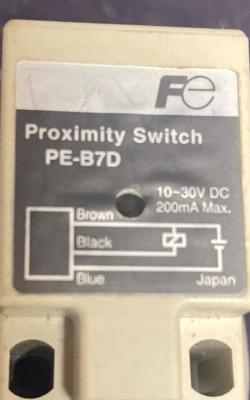 Fe
Proximity Switch
PE-B7D
10~30V DC
200mA Max.
Brown
Black
Blue
Japan